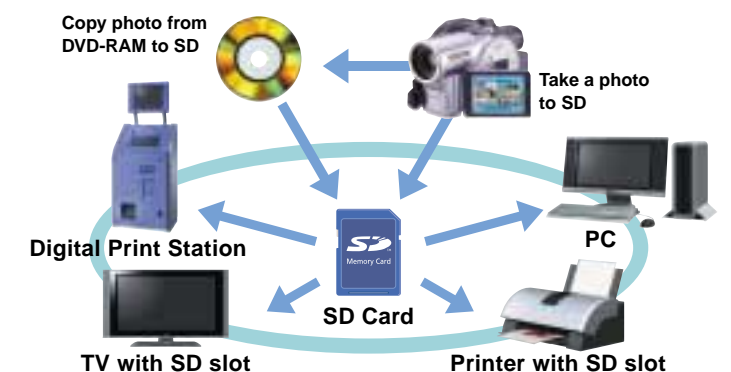 Copy photo from
DVD-RAM to SD
Take a photo
to SD
Digital Print Station
SD
Memory Card
PC
SD Card
TV with SD slot
Printer with SD slot